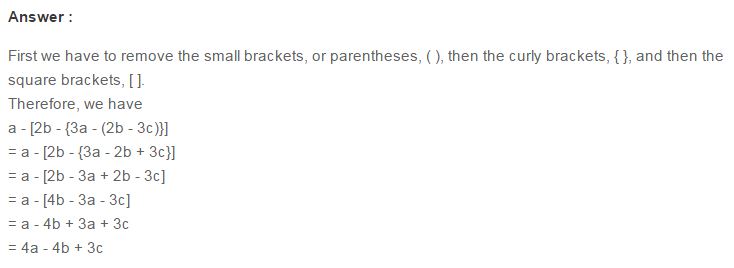 Answer :
First we have to remove the small brackets, or parentheses, ( ), then the curly brackets, { }, and then the
square brackets, [ ].
Therefore, we have
a - [2b - {3a - (2b - 3c)}]
= a - [2b - {3a - 2b + 3c}]
= a - [2b - 3a + 2b - 3c]
= a - [4b - 3a - 3c]
= a - 4b + 3a + 3c
= 4a - 4b + 3c